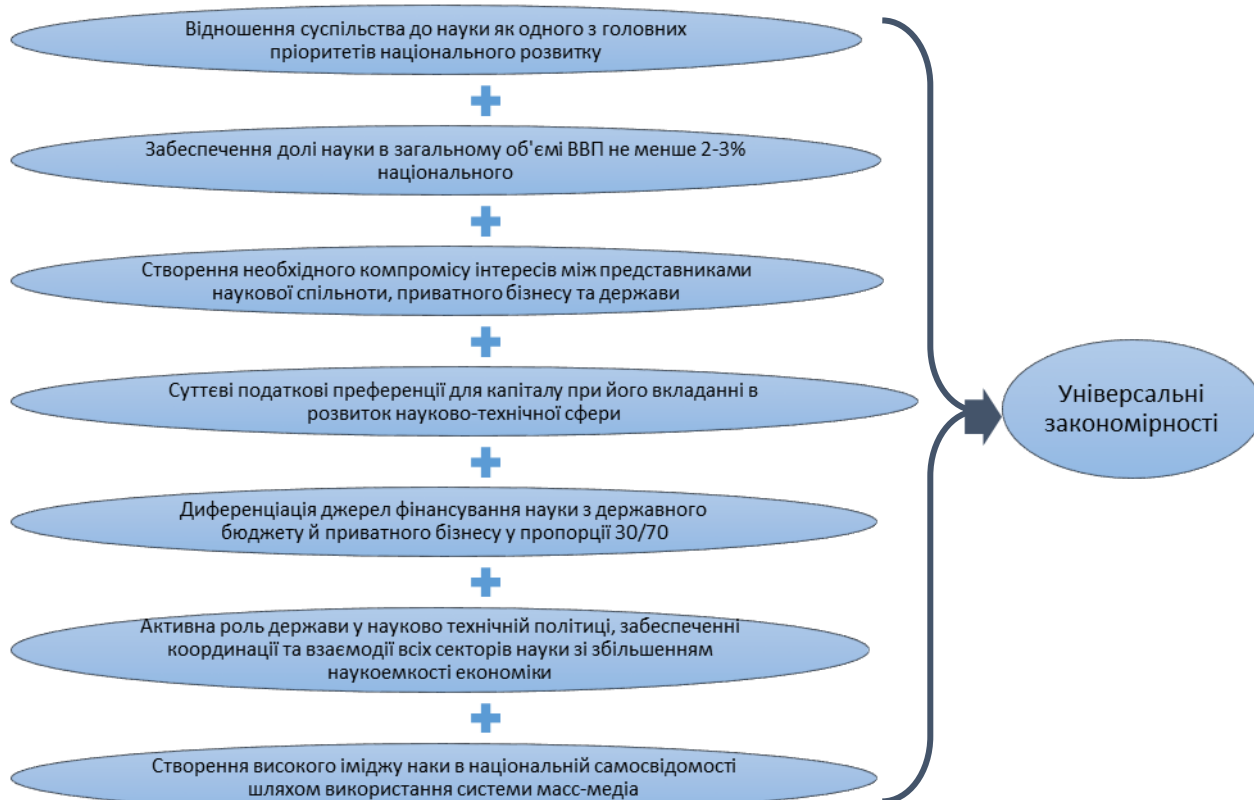 Відношення суспільства до науки як одного з головних
пріоритетів національного розвитку
Забеспечення долі науки в загальному об'ємі ВВП не менше 2-3%
національного
Створення необхідного компромісу інтересів між представниками
наукової спільноти, приватного бізнесу та держави
Суттєві податкові преференції для капіталу при його вкладанні в
розвиток науково-технічної сфери
Диференціація джерел фінансування науки з державного
бюджету й приватного бізнесу у пропорції 30/70
Активна роль держави у науково технічній політиці, забеспеченні
координації та взаємодії всіх секторів науки зі збільшенням
наукоемкості економіки
Створення високого іміджу наки в національній самосвідомості
шляхом використання системи масс-медіа
Універсальні
закономірності